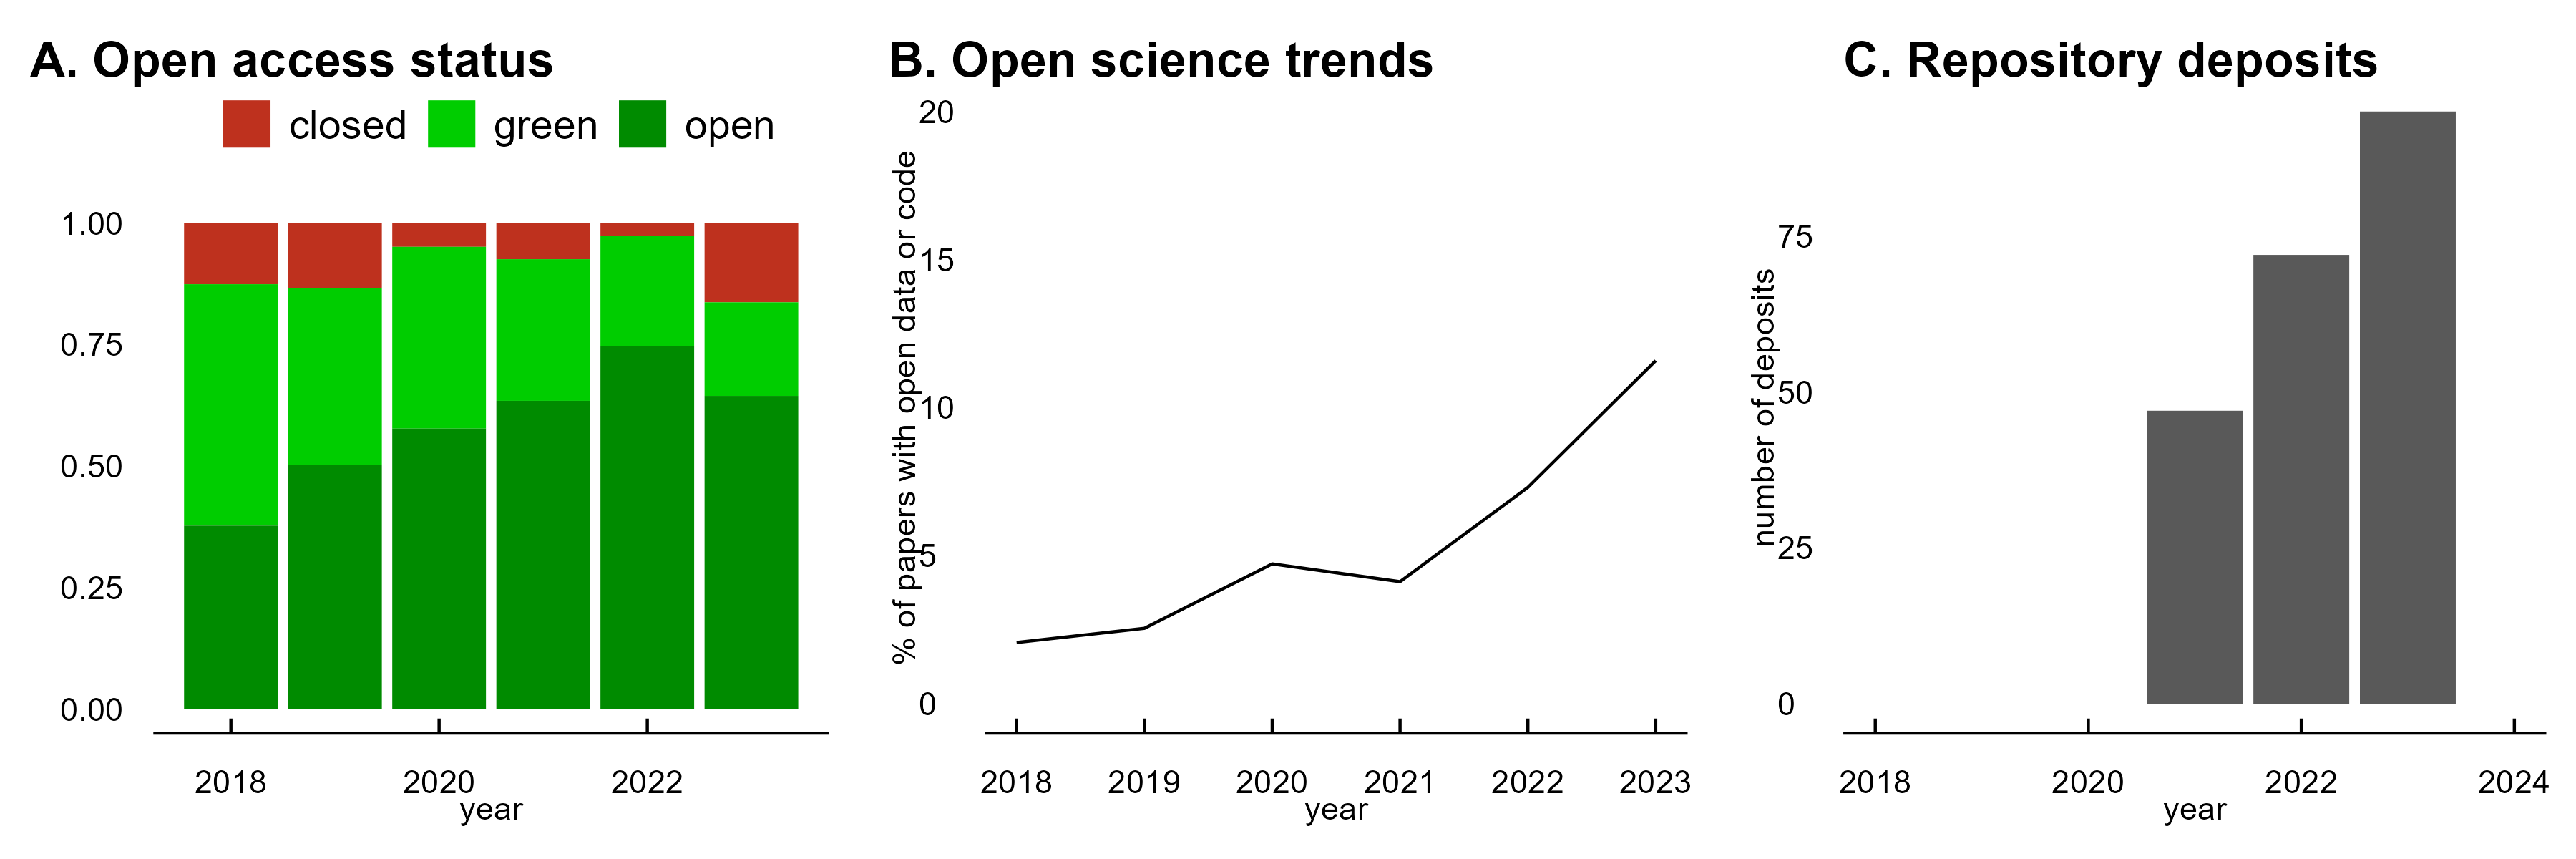 A. Open access status
closed green open
1.00
0.75
0.50
0.25
0.00
2018 2020 2022
year
B. Open science trends
% of papers with open data or code
20
15
10
5
0
2018 2019 2020 2021 2022 2023
year
C. Repository deposits
number of deposits
75
50
25
0
2018 2020 2022 2024
year